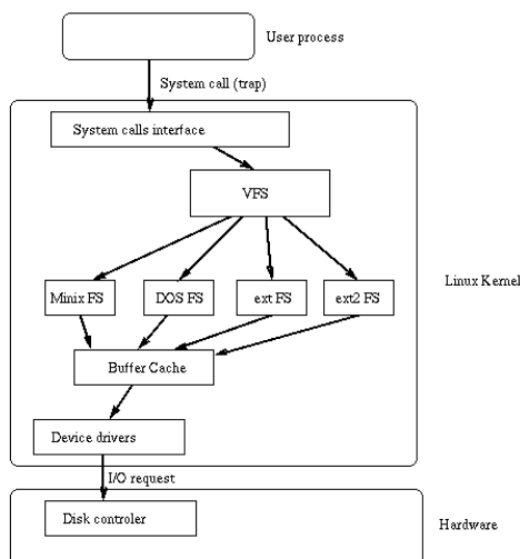 User process
System call (trap)
System calls interface
VFS
Linux Kernel
Minix FS
DOS FS
ext FS
ext2 FS
Buffer Cache
Device drivers
I/O request
Disk controler
Hardware